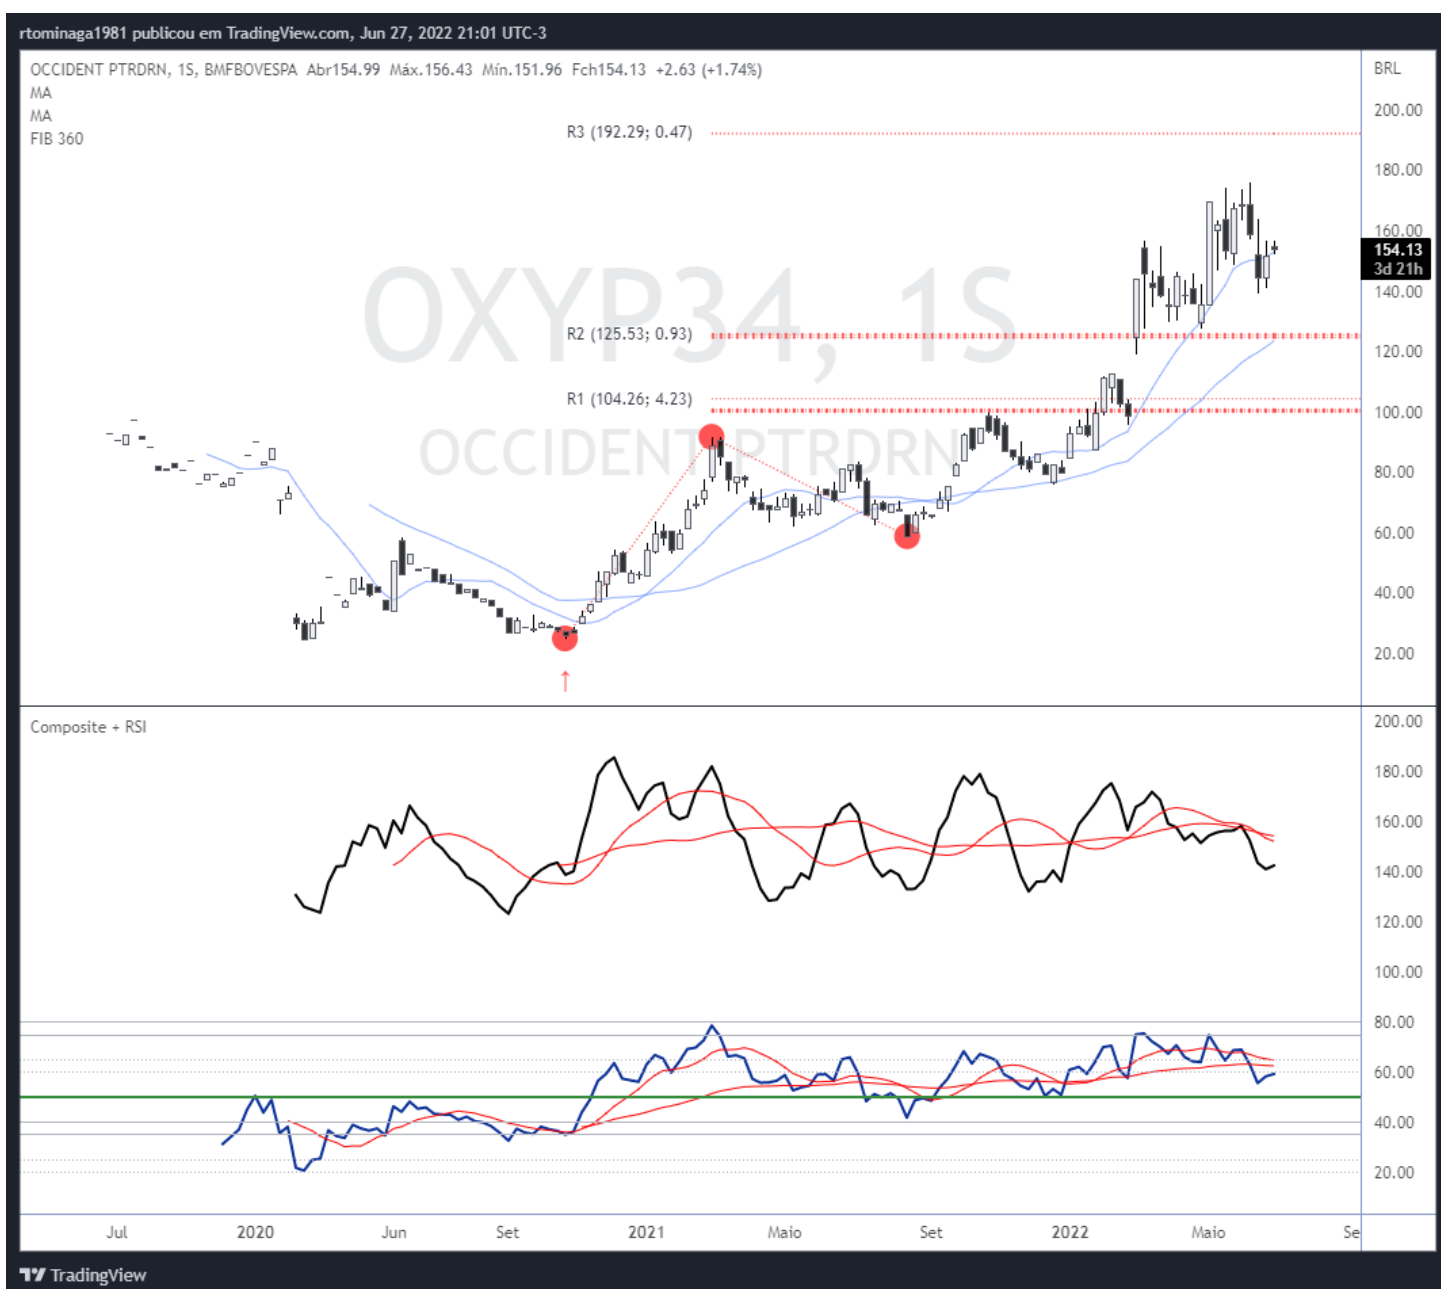 rtominaga1981 publicou em TradingView.com, Jun 27, 2022 21:01 UTC-3
OCCIDENT PTRDRN, 1S, BMFBOVESPA Abr154.99 Máx.156.43 Mín.151.96 Fch154.13 +2.63 (+1.74%)
MA
MA
FIB 360
BRL
200.00
R3 (192.29; 0.47)
180.00
160.00
154.13
3d 21h
140.00
OXYP34, 1S
R2 (125.53; 0.93)
120.00
R1 (104.26; 4.23)
100.00
OCCIDENT PTRDRN
80.00
60.00
40.00
20.00
↑
Composite + RSI
200.00
180.00
160.00
140.00
120.00
100.00
80.00
60.00
40.00
20.00
Jul 2020 Jun Set 2021 Maio Set 2022 Maio Se
TradingView